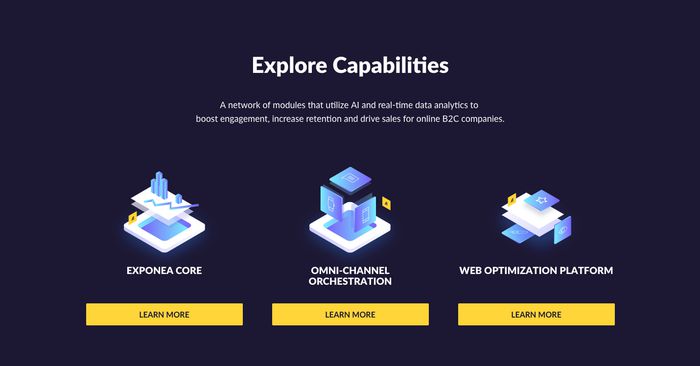 Explore Capabilities
A network of modules that utilize AI and real-time data analytics to
boost engagement, increase retention and drive sales for online B2C companies.
EXPONEA CORE
OMNI-CHANNEL
ORCHESTRATION
WEB OPTIMIZATION PLATFORM
LEARN MORE
LEARN MORE
LEARN MORE